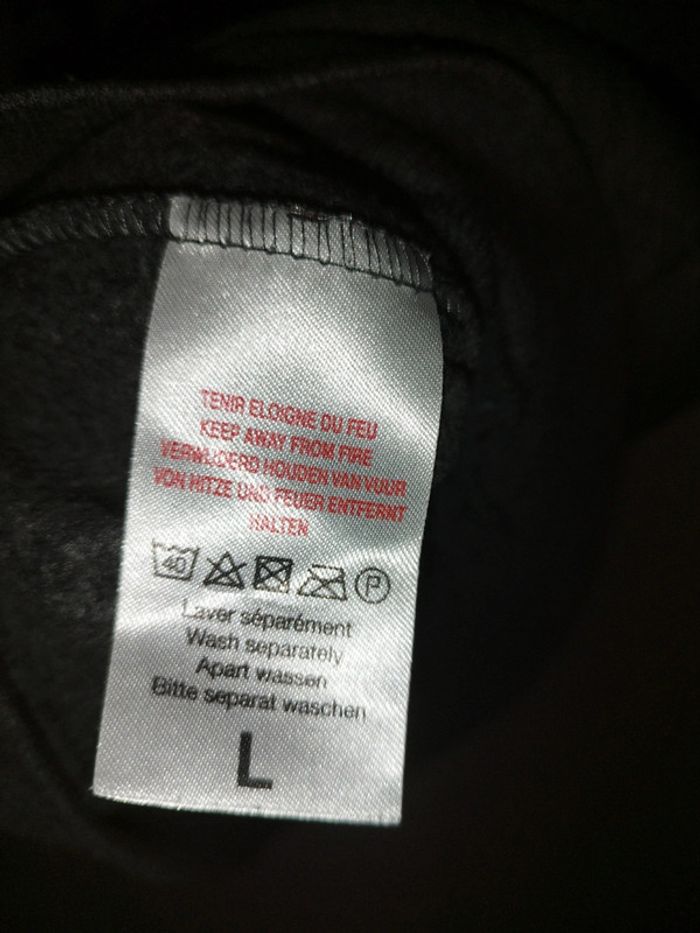 TENIR ELOIGNE DU FEU
KEEP AWAY FROM FIRE
VERWIJDERD HOUDEN VAN VUUR
VON HITZE UND FEUER ENTFERNT
HALTEN
40 P
Laver séparément
Wash separately
Apart wassen
Bitte separat waschen
L